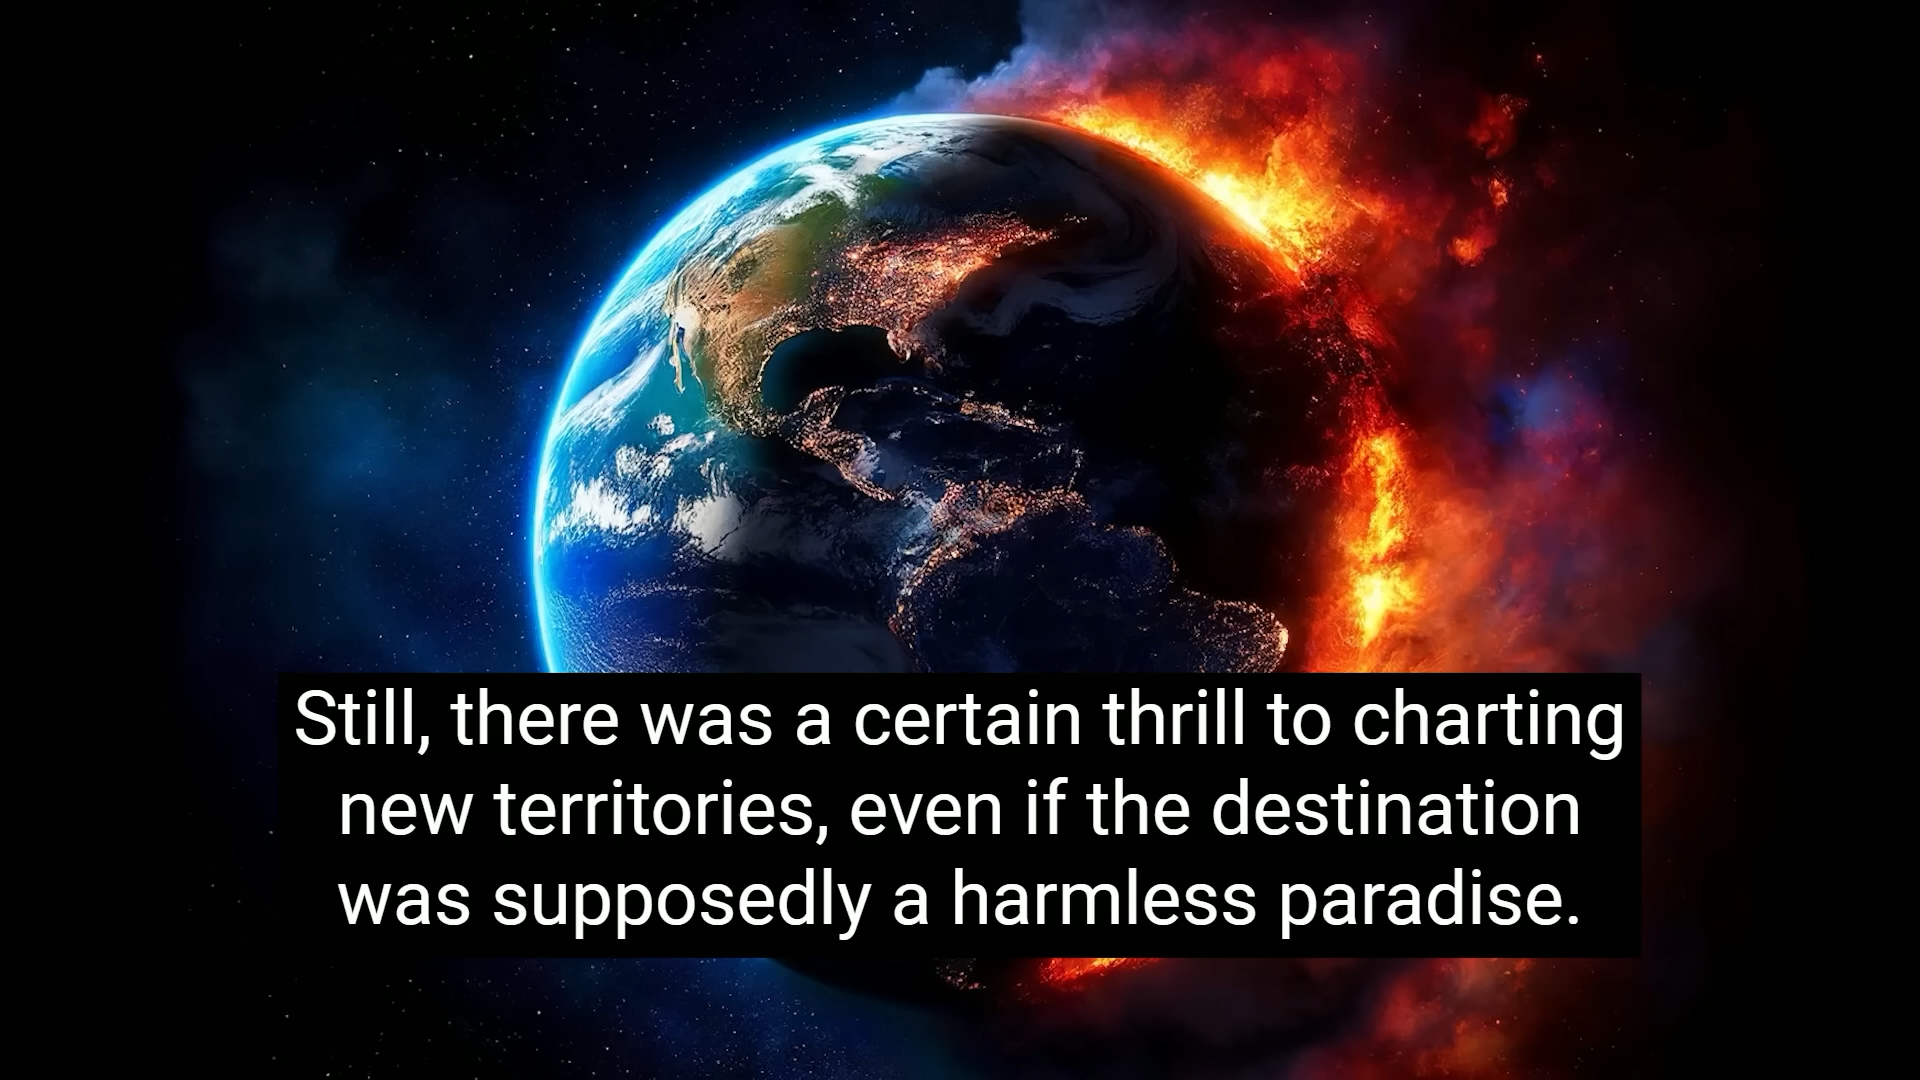 Still, there was a certain thrill to charting
new territories, even if the destination
was supposedly a harmless paradise.